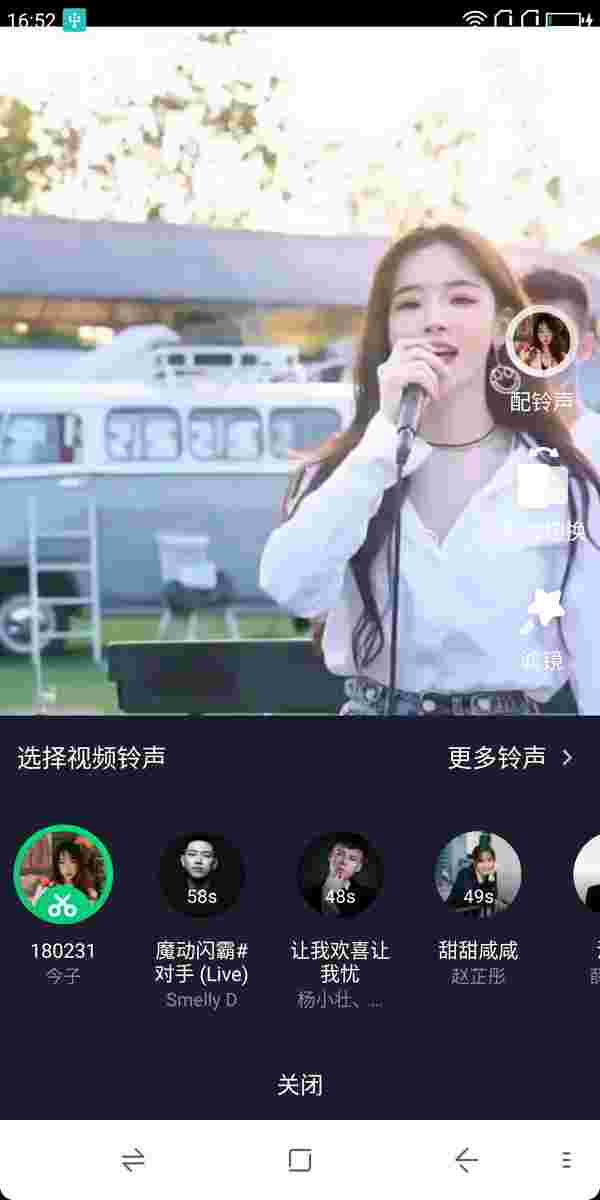 16:52
配铃声
换
滤镜
选择视频铃声
更多铃声
58s
48s
49s
180231
今子
魔动闪霸#
对手 (Live)
Smelly D
让我欢喜让
我忧
杨小壮、...
甜甜咸咸
赵芷彤
关闭